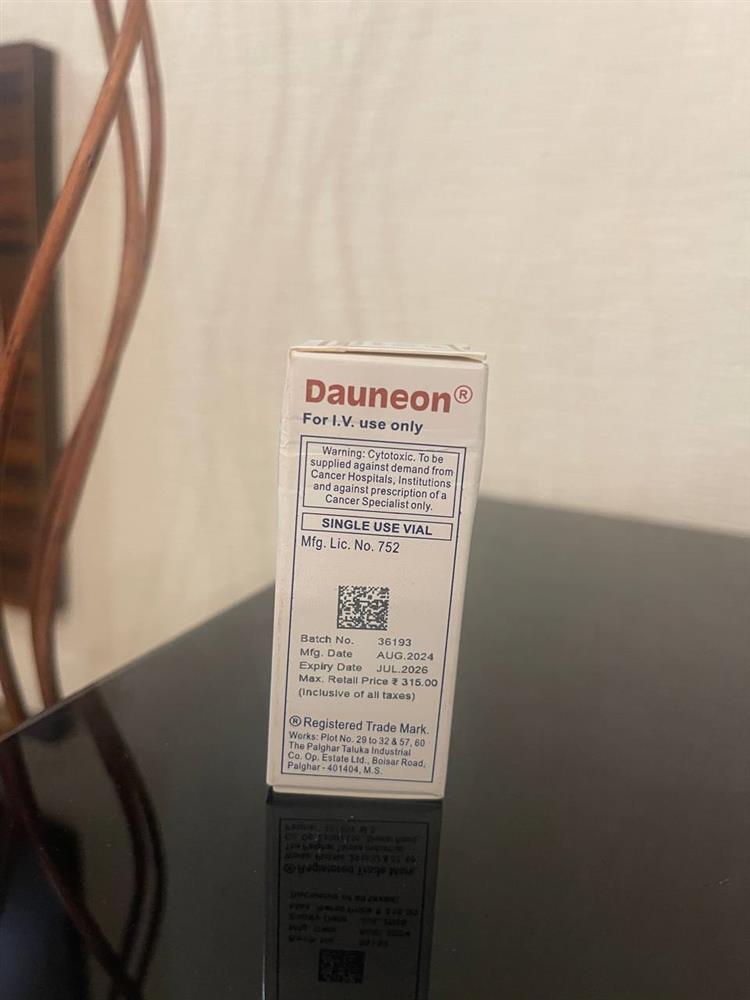 Dauneon®
For I.V. use only
Warning: Cytotoxic. To be
supplied against demand from
Cancer Hospitals, Institutions
and against prescription of a
Cancer Specialist only.
SINGLE USE VIAL
Mfg. Lic. No. 752
Batch No. 36193
Mfg. Date AUG.2024
Expiry Date JUL.2026
Max. Retail Price ₹ 315.00
(Inclusive of all taxes)
® Registered Trade Mark.
Works: Plot No. 29 to 32 & 57, 60
The Palghar Taluka Industrial
Co. Op. Estate Ltd., Boisar Road,
Palghar - 401404, M.S.